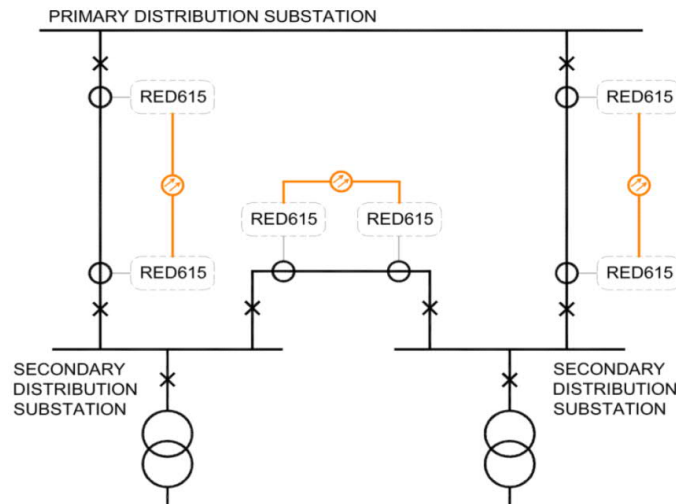 PRIMARY DISTRIBUTION SUBSTATION
RED615
RED615
RED615
RED615
RED615
RED615
SECONDARY
DISTRIBUTION
SUBSTATION
SECONDARY
DISTRIBUTION
SUBSTATION